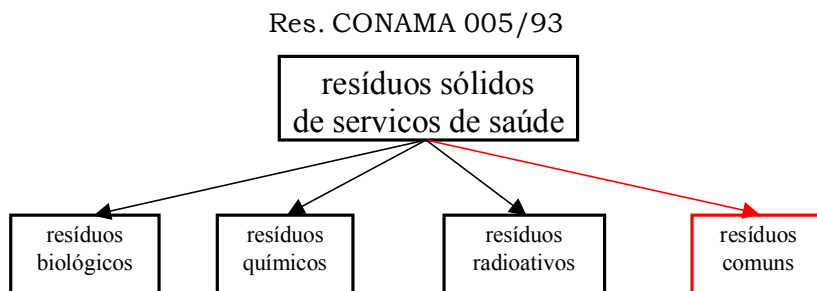 Res. CONAMA 005/93
resíduos sólidos
de servicos de saúde
resíduos
biológicos
resíduos
químicos
resíduos
radioativos
resíduos
comuns